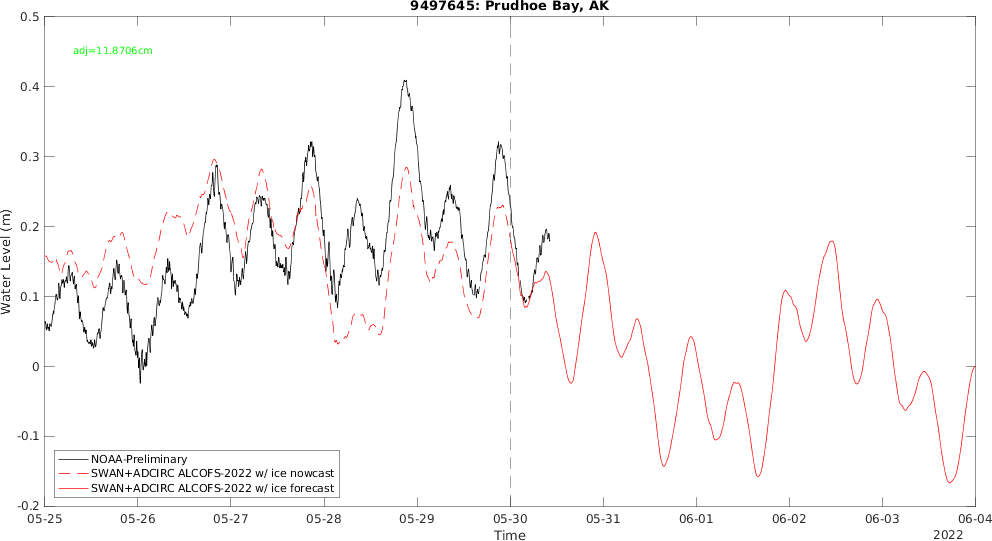 9497645: Prudhoe Bay, AK
0.5
adj=11.8706cm
0.4
0.3
0.2
0.1
0
-0.1
-0.2
Water Level (m)
NOAA-Preliminary
SWAN+ADCIRC ALCOFS-2022 w/ ice nowcast
SWAN+ADCIRC ALCOFS-2022 w/ ice forecast
05-25 05-26 05-27 05-28 05-29 05-30 05-31 06-01 06-02 06-03 06-04
Time
2022